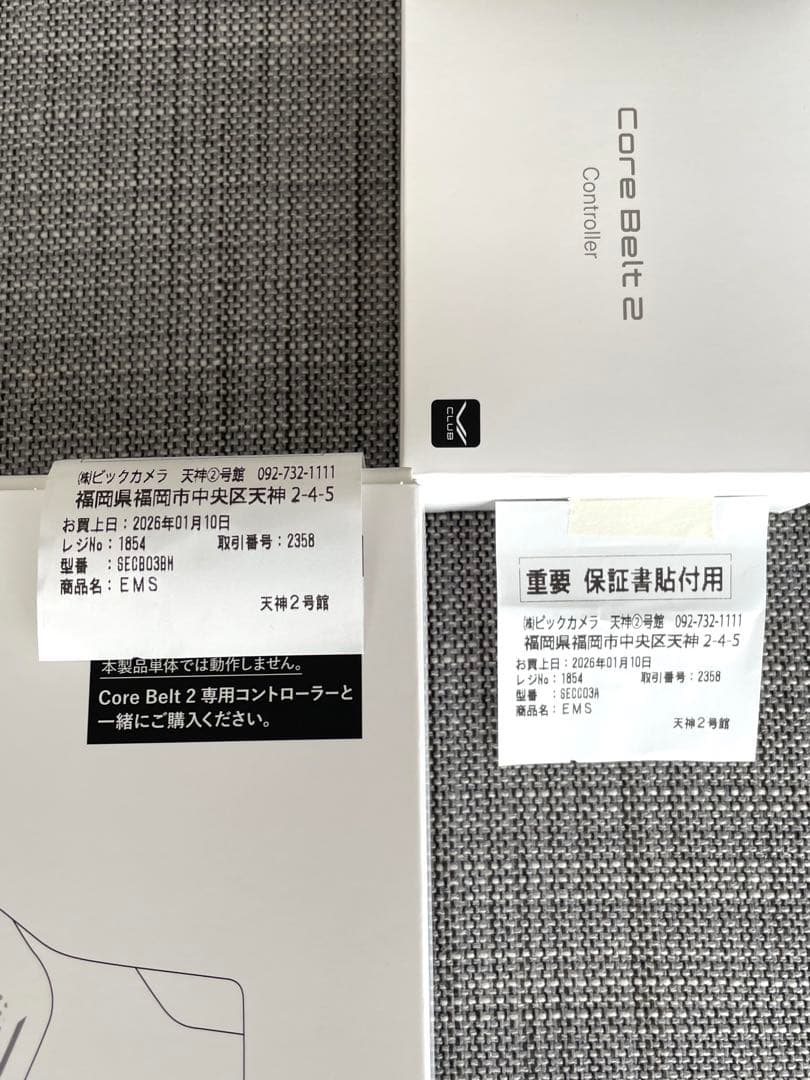 Core Belt 2
Controller
CLUB
㈱ビックカメラ 天神②号館 092-732-1111
福岡県福岡市中央区天神 2-4-5
お買上日：2026年01月10日
レジNo：1854 取引番号：2358
型番 ：SECB03BM
商品名：EMS
天神2号館
本製品単体では動作しません。
Core Belt 2 専用コントローラーと
一緒にご購入ください。
重要 保証書貼付用
㈱ビックカメラ 天神②号館 092-732-1111
福岡県福岡市中央区天神 2-4-5
お買上日：2026年01月10日
レジNo：1854 取引番号：2358
型番 ：SECC03A
商品名：EMS
天神2号館